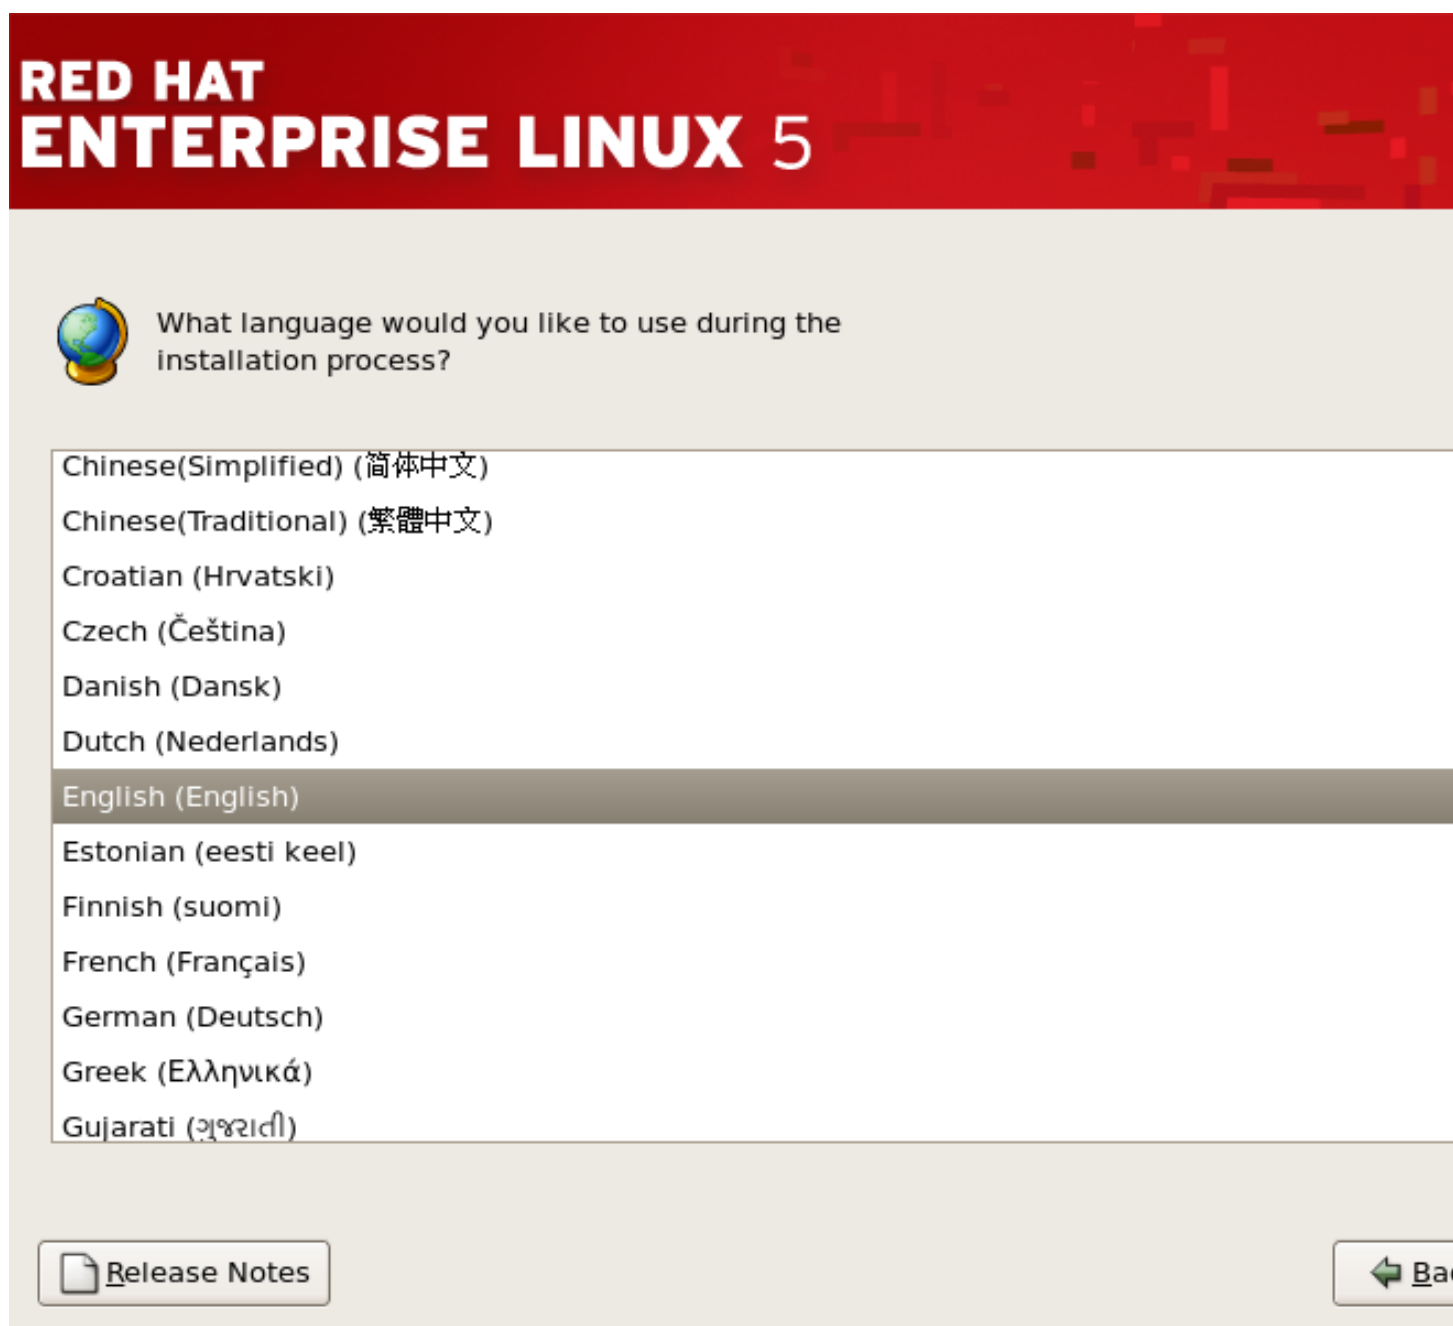 RED HAT
ENTERPRISE LINUX 5
What language would you like to use during the
installation process?
Chinese(Simplified) (简体中文)
Chinese(Traditional) (繁體中文)
Croatian (Hrvatski)
Czech (Čeština)
Danish (Dansk)
Dutch (Nederlands)
English (English)
Estonian (eesti keel)
Finnish (suomi)
French (Français)
German (Deutsch)
Greek (Ελληνικά)
Gujarati (ગુજરાતી)
Release Notes